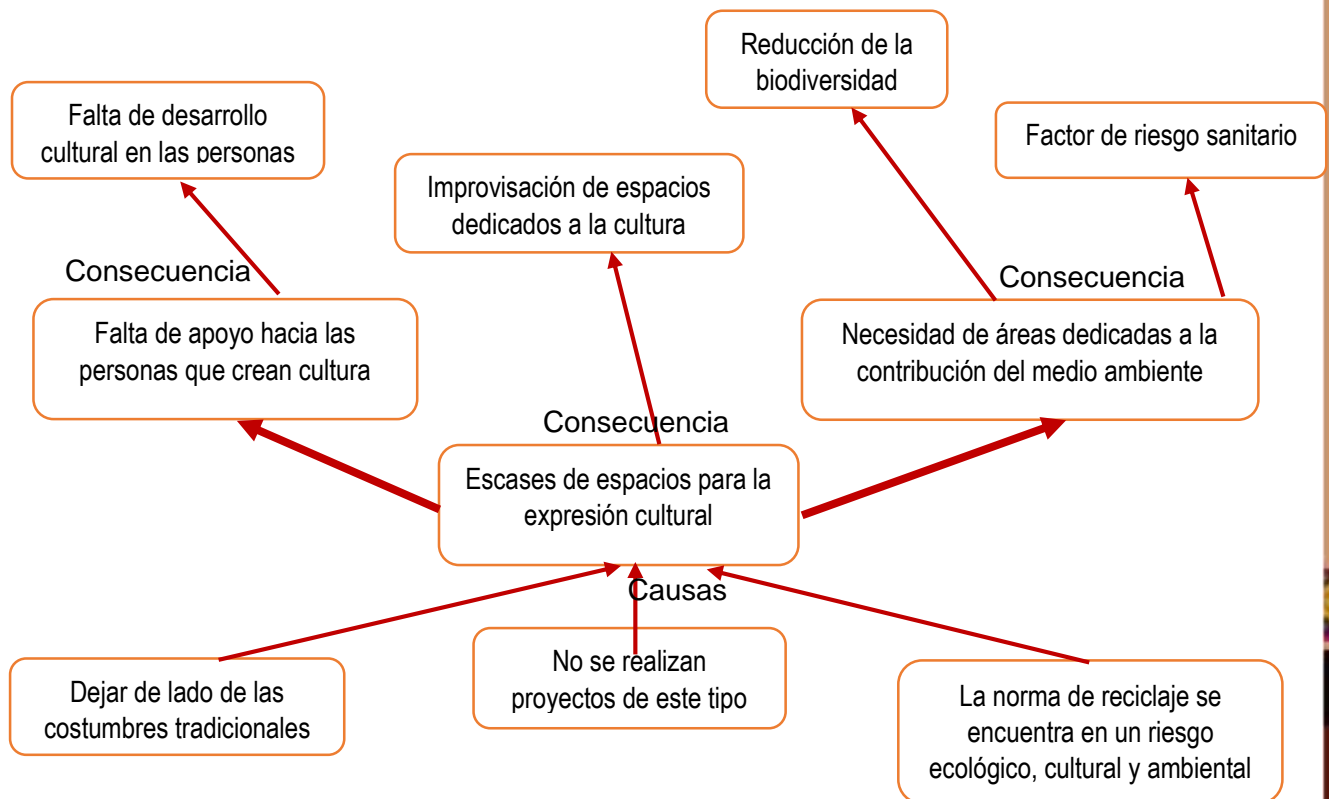 Reducción de la
biodiversidad
Falta de desarrollo
cultural en las personas
Factor de riesgo sanitario
Improvisación de espacios
dedicados a la cultura
Consecuencia
Consecuencia
Falta de apoyo hacia las
personas que crean cultura
Necesidad de áreas dedicadas a la
contribución del medio ambiente
Consecuencia
Escases de espacios para la
expresión cultural
Causas
No se realizan
proyectos de este tipo
Dejar de lado de las
costumbres tradicionales
La norma de reciclaje se
encuentra en un riesgo
ecológico, cultural y ambiental